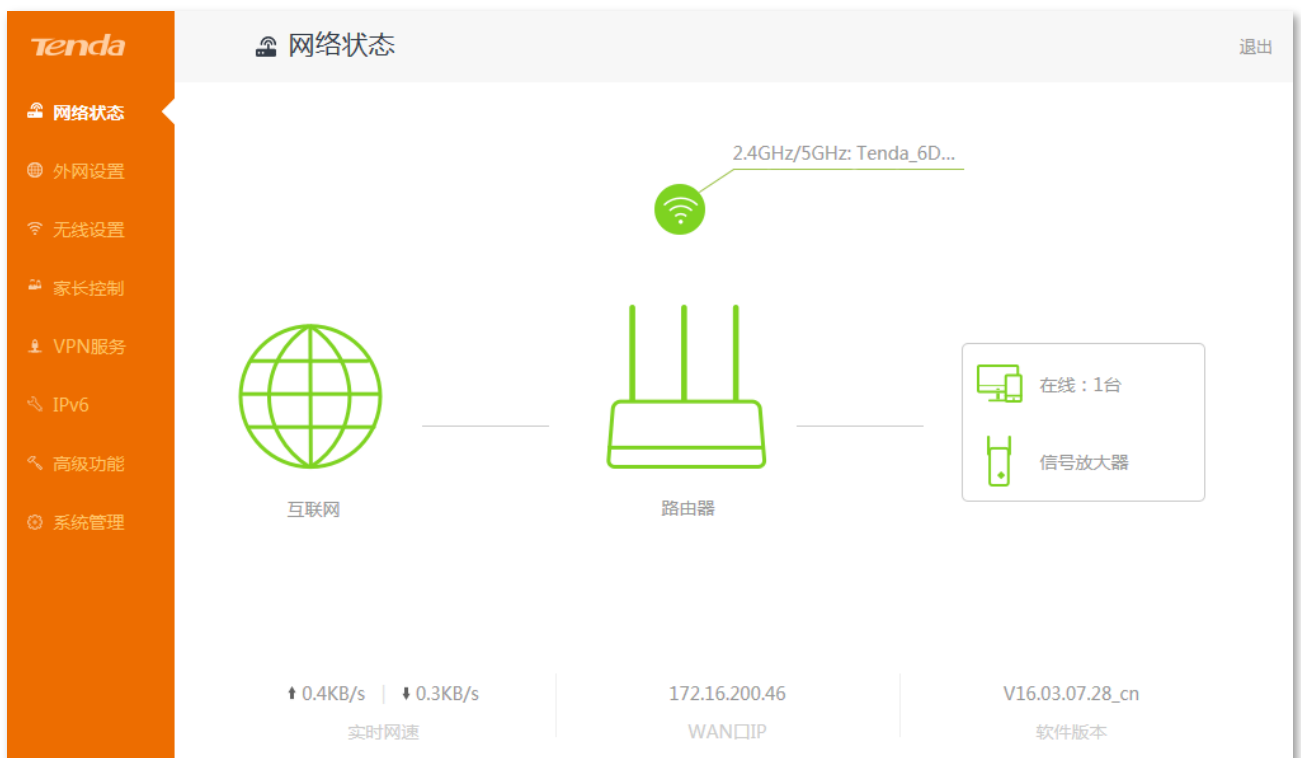 Tenda
网络状态
退出
网络状态
外网设置
无线设置
家长控制
VPN服务
IPv6
高级功能
系统管理
2.4GHz/5GHz: Tenda_6D...
在线：1台
信号放大器
互联网
路由器
0.4KB/s | 0.3KB/s
实时网速
172.16.200.46
WAN口IP
V16.03.07.28_cn
软件版本